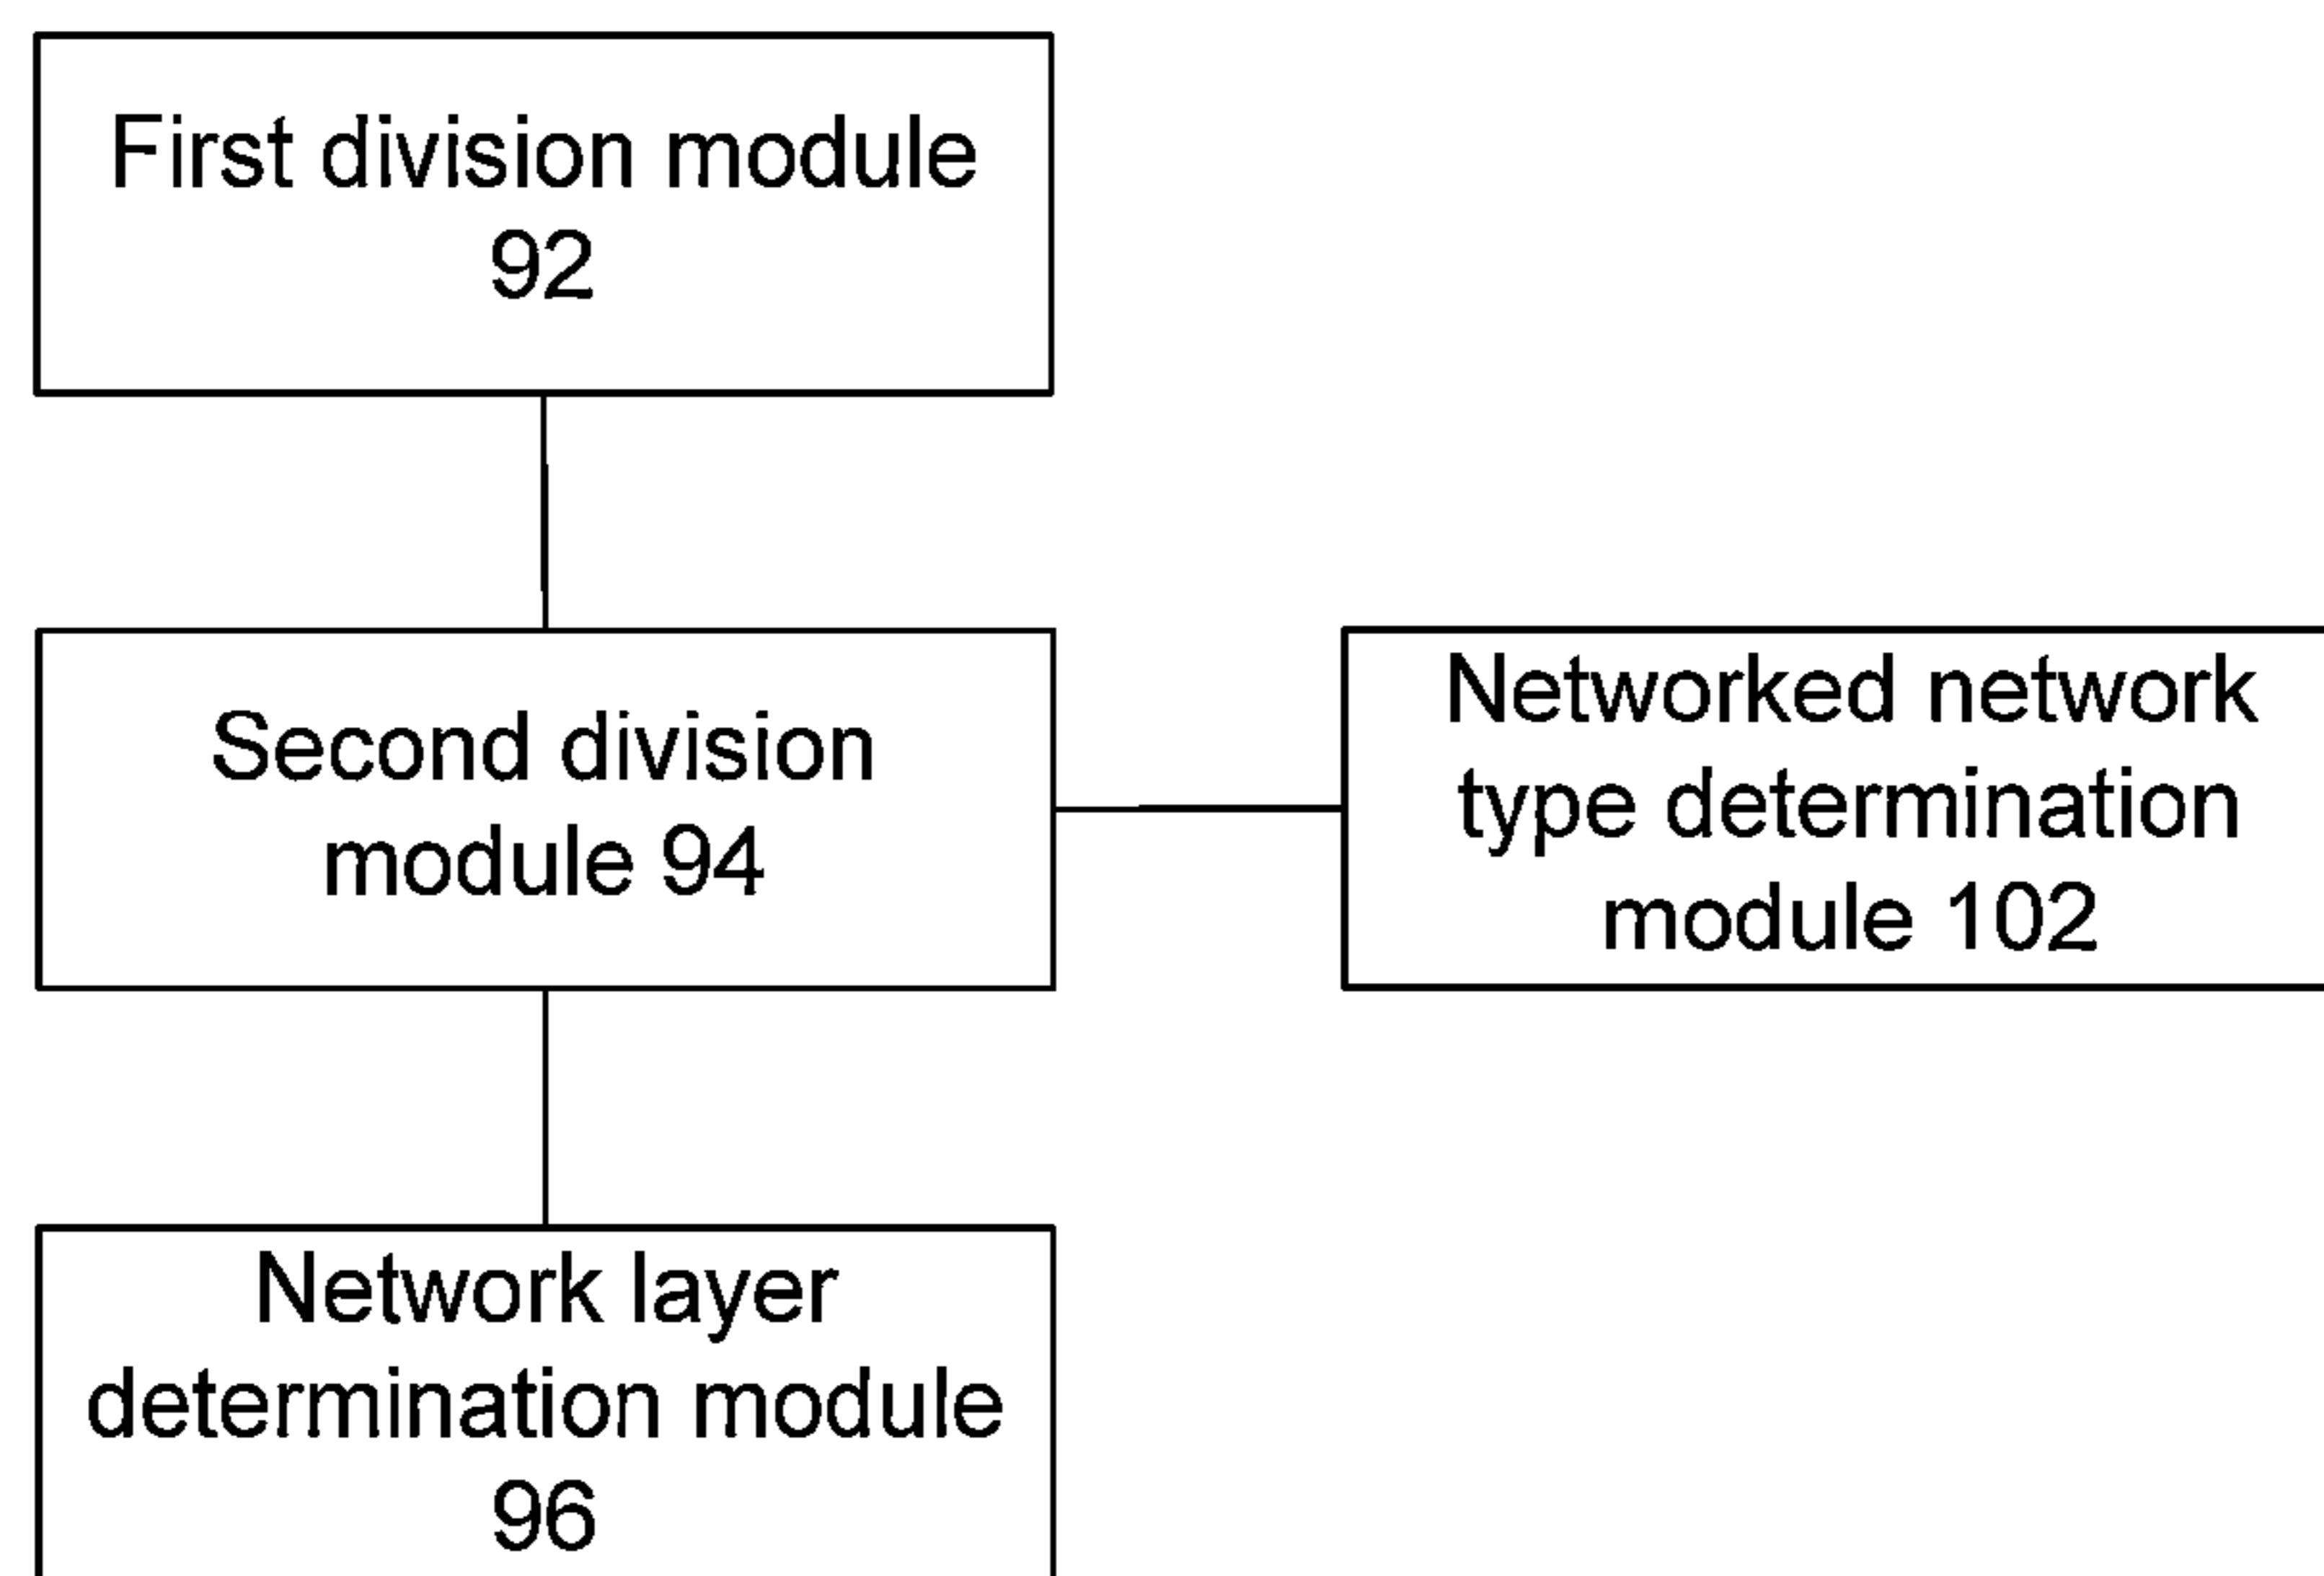 First division module
92
Second division
module 94
Networked network
type determination
module 102
Network layer
determination module
96